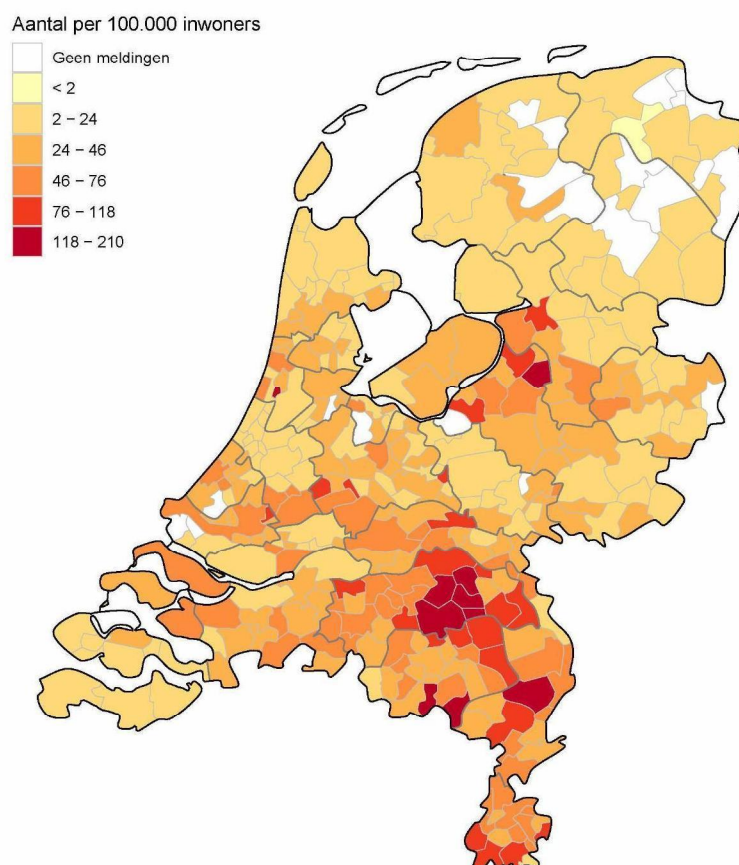 Aantal per 100.000 inwoners
Geen meldingen
< 2
2 – 24
24 – 46
46 – 76
76 – 118
118 – 210